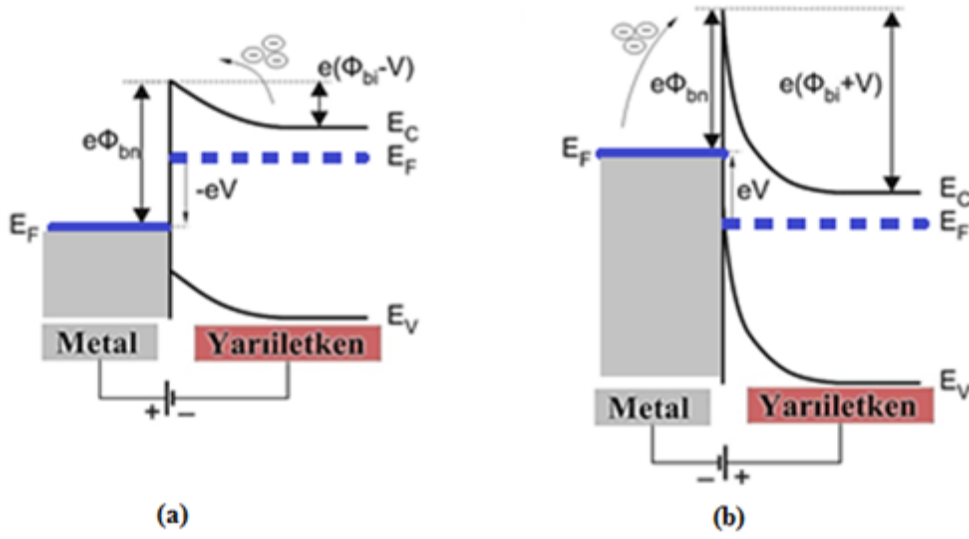 e(Φbi-V)
eΦbn
EC
EF
-eV
EF
EV
Metal
Yarıiletken
+ −
(a)
eΦbn
e(Φbi+V)
EF
EC
eV
EF
EV
Metal
Yarıiletken
− +
(b)